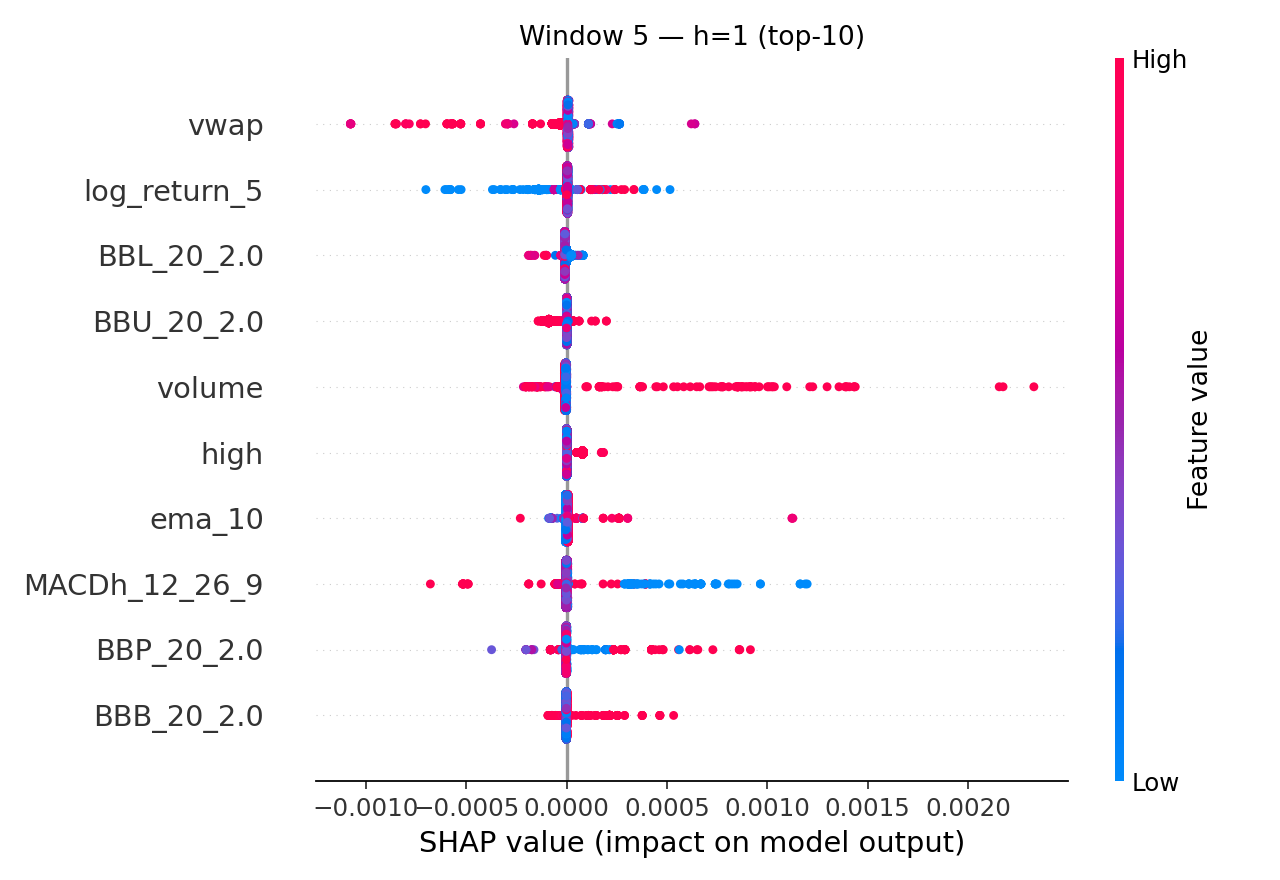 Window 5 — h=1 (top-10)
High
vwap
log_return_5
BBL_20_2.0
BBU_20_2.0
volume
high
ema_10
MACDh_12_26_9
BBP_20_2.0
BBB_20_2.0
Feature value
Low
−0.0010 −0.0005 0.0000 0.0005 0.0010 0.0015 0.0020
SHAP value (impact on model output)